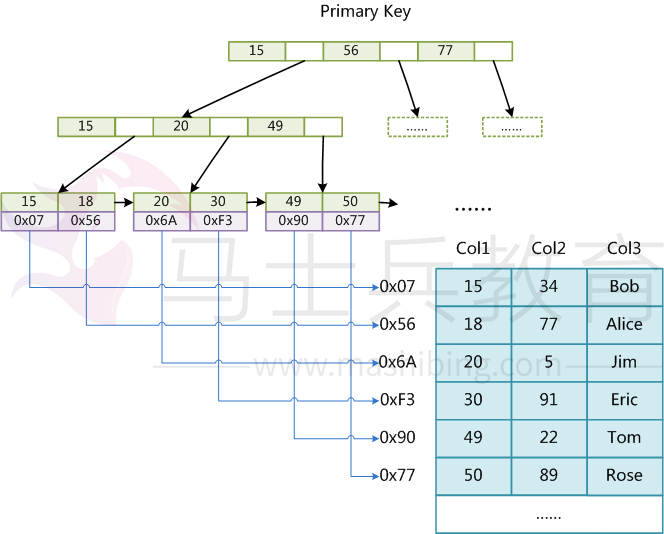 Primary Key
15 56 77
15 20 49
...... ......
15 18 20 30 49 50
0x07 0x56 0x6A 0xF3 0x90 0x77
......
Col1 Col2 Col3
0x07 15 34 Bob
马士兵教育
0x56 18 77 Alice
0x6A 20 5 Jim
www.mashibing.com
0xF3 30 91 Eric
0x90 49 22 Tom
0x77 50 89 Rose
......